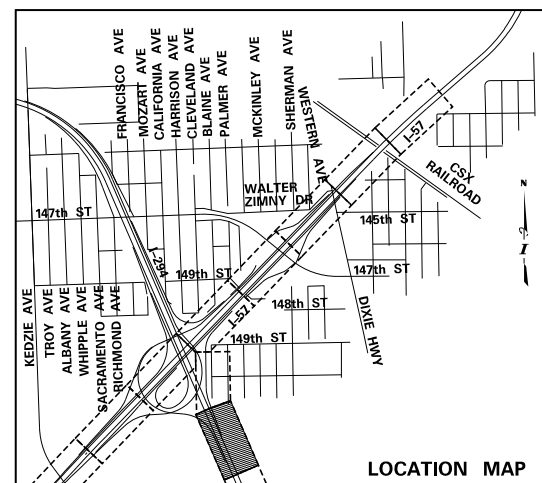 FRANCISCO AVE
MOZART AVE
CALIFORNIA AVE
HARRISON AVE
CLEVELAND AVE
BLAINE AVE
PALMER AVE
MCKINLEY AVE
SHERMAN AVE
WESTERN AVE
I-57
CSX
RAILROAD
N
WALTER
ZIMNY DR
147th ST
145th ST
I-294
149th ST
147th ST
148th ST
I-57
149th ST
DIXIE HWY
KEDZIE AVE
TROY AVE
ALBANY AVE
WHIPPLE AVE
SACRAMENTO AVE
RICHMOND AVE
LOCATION MAP